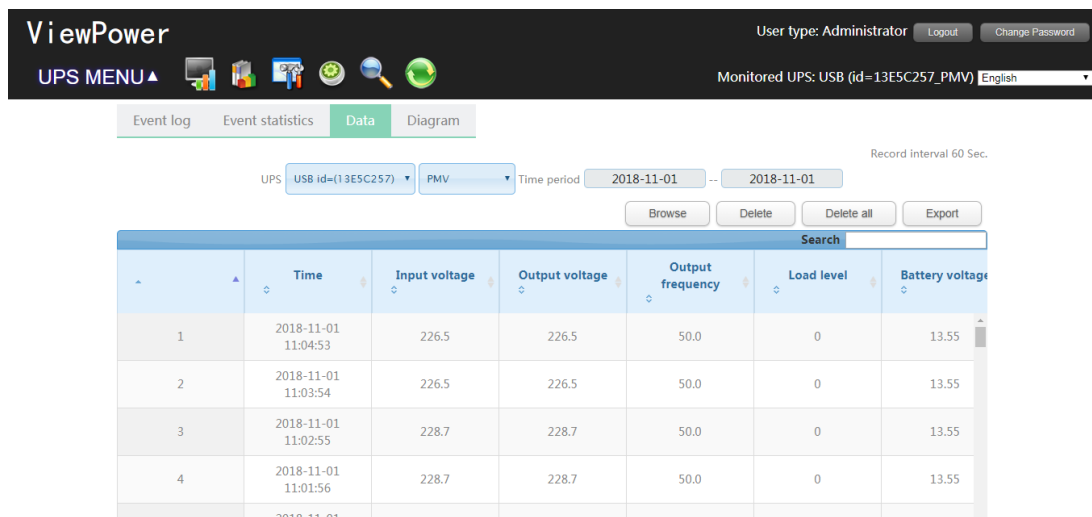 ViewPower
User type: Administrator Logout Change Password
UPS MENU▲
Monitored UPS: USB (id=13E5C257_PMV) English
Event log Event statistics Data Diagram
Record interval 60 Sec.
UPS USB id=(13E5C257) PMV Time period 2018-11-01 -- 2018-11-01
Browse Delete Delete all Export
Search
Time Input voltage Output voltage Output frequency Load level Battery voltage
1 2018-11-01 11:04:53 226.5 226.5 50.0 0 13.55
2 2018-11-01 11:03:54 226.5 226.5 50.0 0 13.55
3 2018-11-01 11:02:55 228.7 228.7 50.0 0 13.55
4 2018-11-01 11:01:56 228.7 228.7 50.0 0 13.55